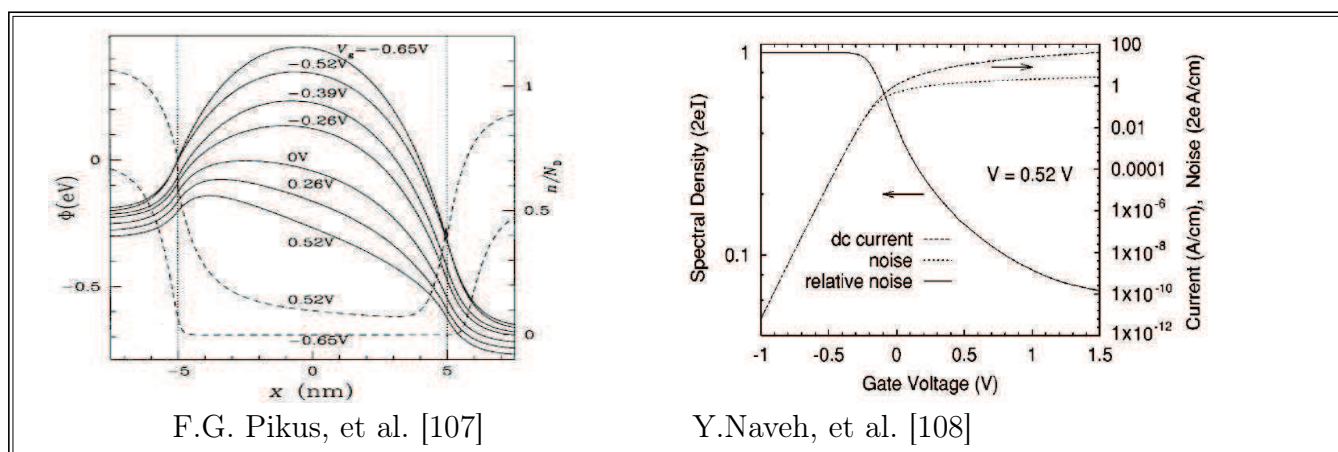 V_g=−0.65V
−0.52V
−0.39V
−0.26V
0V
0.26V
0.52V
0.52V
−0.65V
Φ(eV)
0
−0.5
n/N_D
1
0.5
0
−5
0
5
x (nm)
F.G. Pikus, et al. [107]
Spectral Density (2eI)
1
0.1
100
1
0.01
0.0001
1x10⁻⁶
1x10⁻⁸
1x10⁻¹⁰
1x10⁻¹²
Current (A/cm), Noise (2eA/cm)
V = 0.52 V
dc current
noise
relative noise
-1
-0.5
0
0.5
1
1.5
Gate Voltage (V)
Y.Naveh, et al. [108]